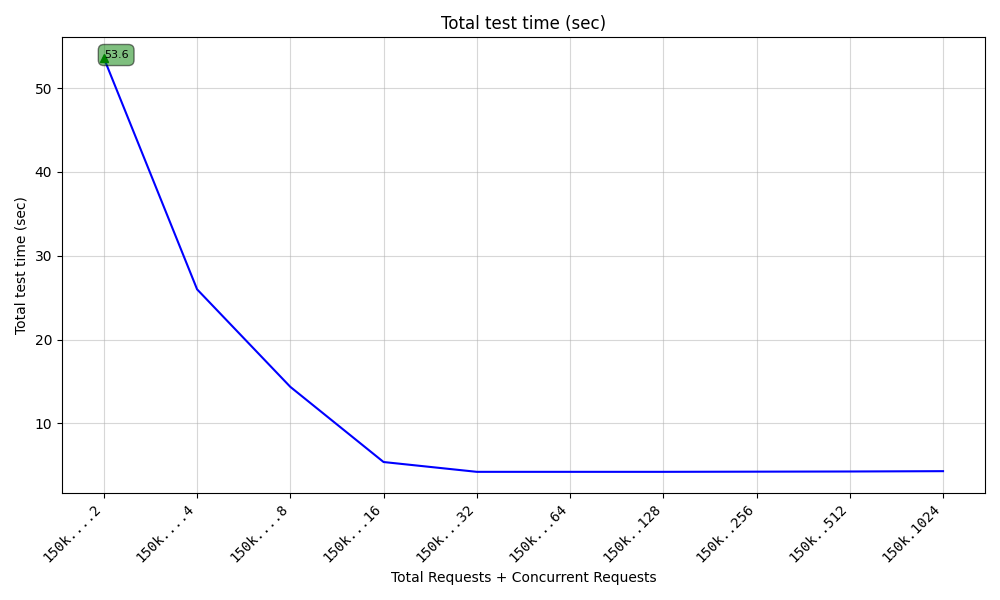 Total test time (sec)
53.6
50
40
30
20
10
Total test time (sec)
150k....2
150k....4
150k....8
150k...16
150k...32
150k...64
150k..128
150k..256
150k..512
150k.1024
Total Requests + Concurrent Requests